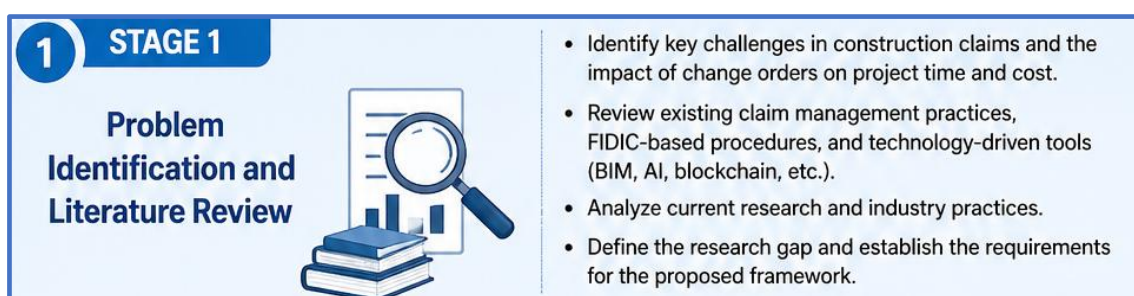 1
STAGE 1
Problem
Identification and
Literature Review
• Identify key challenges in construction claims and the
impact of change orders on project time and cost.
• Review existing claim management practices,
FIDIC-based procedures, and technology-driven tools
(BIM, AI, blockchain, etc.).
• Analyze current research and industry practices.
• Define the research gap and establish the requirements
for the proposed framework.